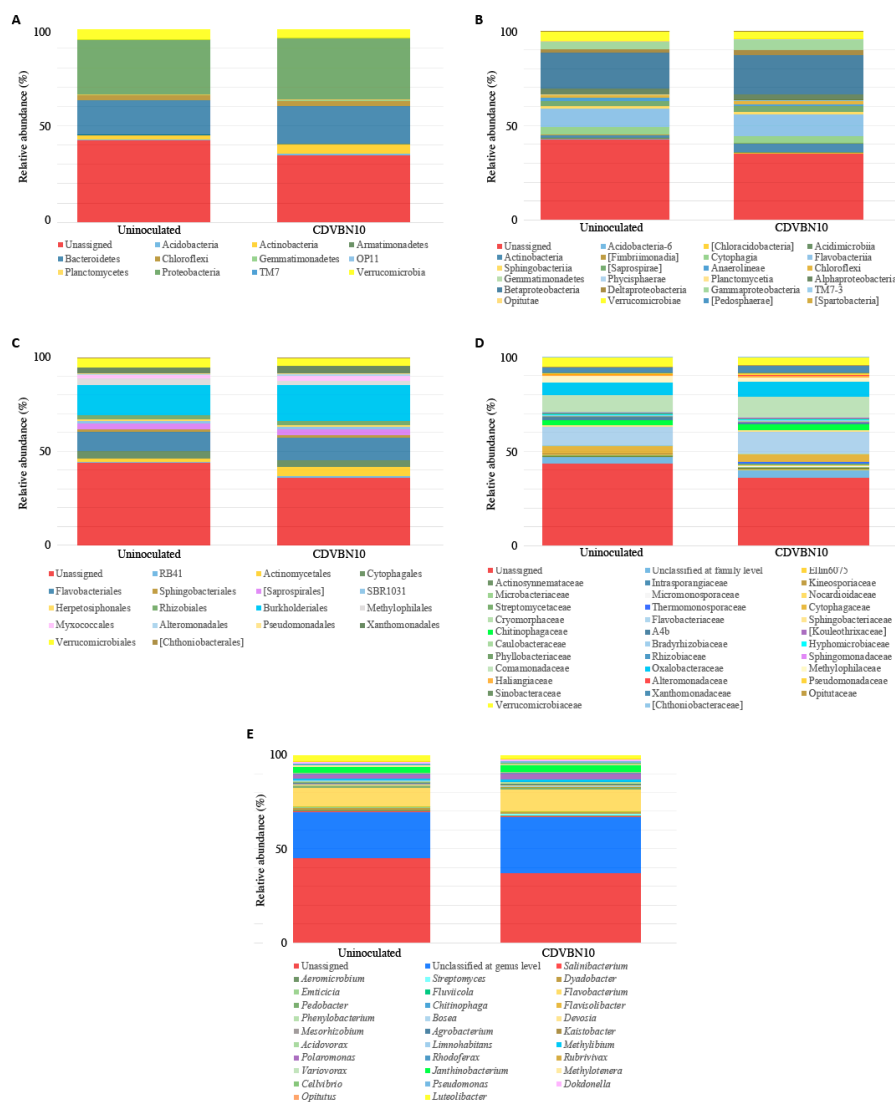 A
Relative abundance (%)
100
50
0
Uninoculated
CDVBN10
Unassigned Acidobacteria Actinobacteria Armatimonadetes
Bacteroidetes Chloroflexi Gemmatimonadetes OP11
Planctomycetes Proteobacteria TM7 Verrucomicrobia
B
Relative abundance (%)
100
50
0
Uninoculated
CDVBN10
Unassigned Acidobacteria-6 [Chloracidobacteria] Acidimicrobiia
Actinobacteria [Fimbriimonadia] Cytophagia Flavobacteriia
Sphingobacteriia [Saprospirae] Anaerolineae Chloroflexi
Gemmatimonadetes Phycisphaerae Planctomycetia Alphaproteobacteria
Betaproteobacteria Deltaproteobacteria Gammaproteobacteria TM7-3
Opitutae Verrucomicrobiae [Pedosphaerae] [Spartobacteria]
C
Relative abundance (%)
100
50
0
Uninoculated
CDVBN10
Unassigned RB41 Actinomycetales Cytophagales
Flavobacteriales Sphingobacteriales [Saprospirales] SBR1031
Herpetosiphonales Rhizobiales Burkholderiales Methylophilales
Myxococcales Alteromonadales Pseudomonadales Xanthomonadales
Verrucomicrobiales [Chthoniobacterales]
D
Relative abundance (%)
100
50
0
Uninoculated
CDVBN10
Unassigned Unclassified at family level Ellin6075
Actinosynnemataceae Intrasporangiaceae Kineosporiaceae
Microbacteriaceae Micromonosporaceae Nocardioidaceae
Streptomycetaceae Thermomonosporaceae Cytophagaceae
Cryomorphaceae Flavobacteriaceae Sphingobacteriaceae
Chitinophagaceae A4b [Kouleothrixaceae]
Caulobacteraceae Bradyrhizobiaceae Hyphomicrobiaceae
Phyllobacteriaceae Rhizobiaceae Sphingomonadaceae
Comamonadaceae Oxalobacteraceae Methylophilaceae
Haliangiaceae Alteromonadaceae Pseudomonadaceae
Sinobacteraceae Xanthomonadaceae Opitutaceae
Verrucomicrobiaceae [Chthoniobacteraceae]
E
Relative abundance (%)
100
50
0
Uninoculated
CDVBN10
Unassigned Unclassified at genus level Salinibacterium
Aeromicrobium Streptomyces Dyadobacter
Emticicia Fluviicola Flavobacterium
Pedobacter Chitinophaga Flavisolibacter
Phenylobacterium Bosea Devosia
Mesorhizobium Agrobacterium Kaistobacter
Acidovorax Limnohabitans Methylibium
Polaromonas Rhodoferax Rubrivivax
Variovorax Janthinobacterium Methylotenera
Cellvibrio Pseudomonas Dokdonella
Opitutus Luteolibacter